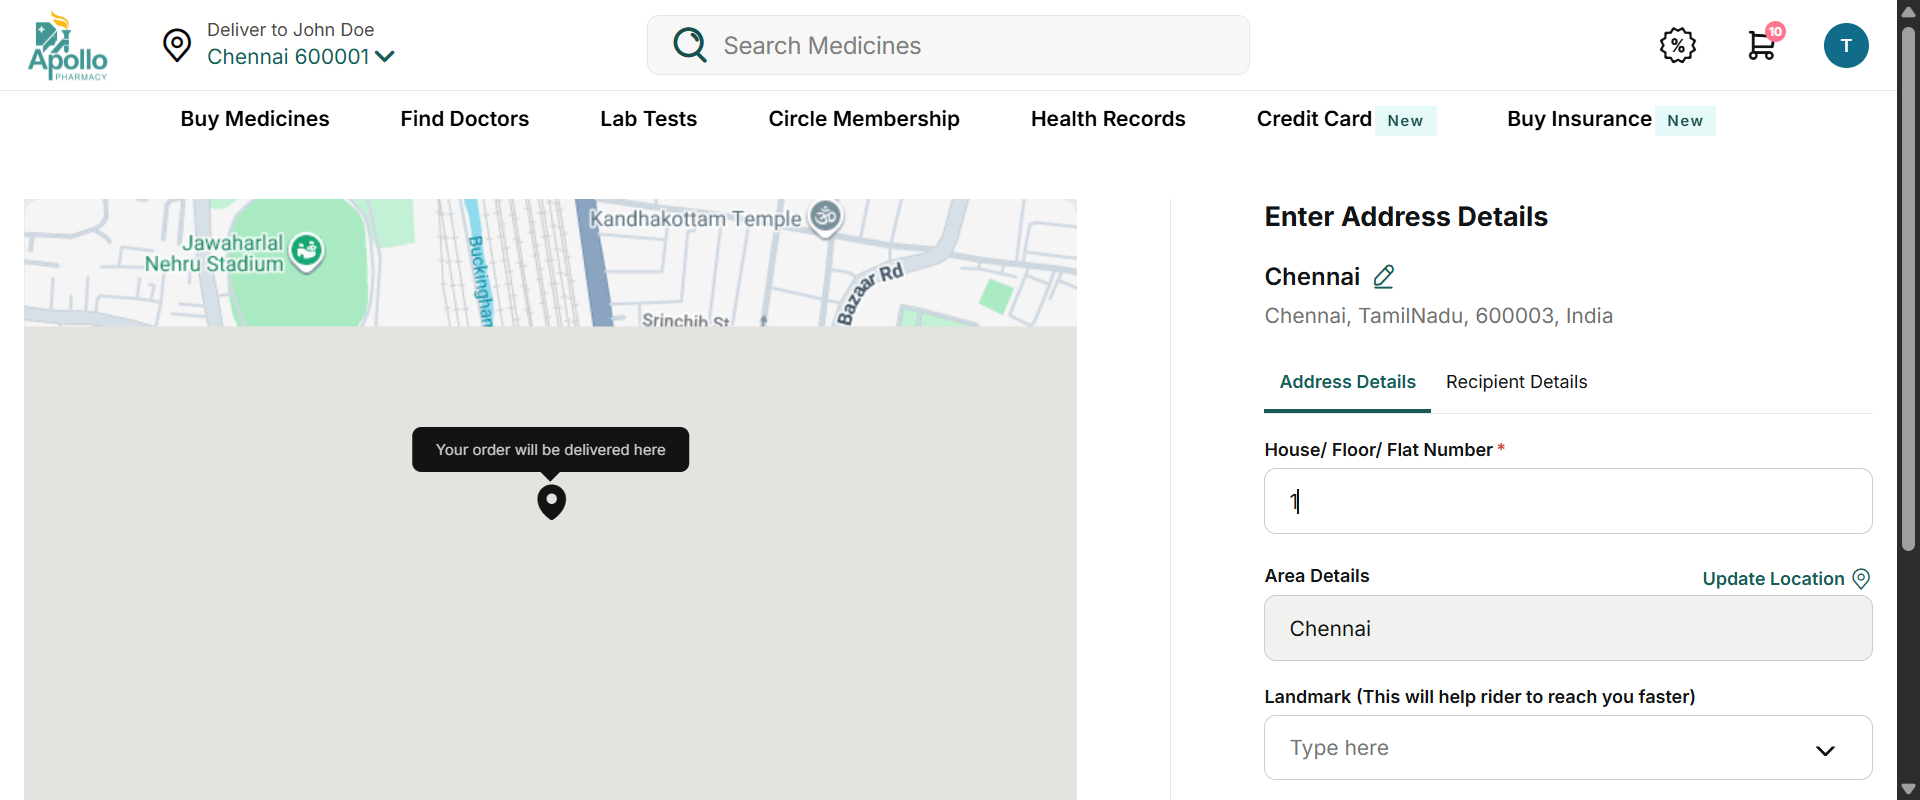 Apollo
PHARMACY
Deliver to John Doe
Chennai 600001
Search Medicines
%
10
T
Buy Medicines
Find Doctors
Lab Tests
Circle Membership
Health Records
Credit Card New
Buy Insurance New
Kandhakottam Temple
Jawaharlal
Nehru Stadium
Buckingham
Bazaar Rd
Srinchib St
Your order will be delivered here
Enter Address Details
Chennai
Chennai, TamilNadu, 600003, India
Address Details
Recipient Details
House/ Floor/ Flat Number *
1
Area Details
Update Location
Chennai
Landmark (This will help rider to reach you faster)
Type here